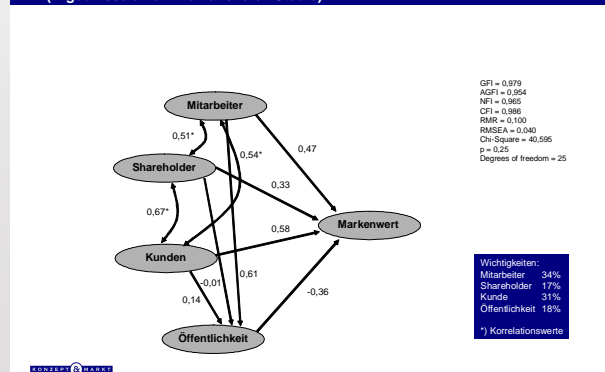 Mitarbeiter
0,51*
0,54*
0,47
Shareholder
0,33
0,67*
Markenwert
0,58
Kunden
-0,01
0,61
0,14
-0,36
Öffentlichkeit
GFI = 0,979
AGFI = 0,954
NFI = 0,965
CFI = 0,986
RMR = 0,100
RMSEA = 0,040
Chi-Square = 40,595
p = 0,25
Degrees of freedom = 25
Wichtigkeiten:
Mitarbeiter 34%
Shareholder 17%
Kunde 31%
Öffentlichkeit 18%
*) Korrelationswerte
KONZEPT & MARKT